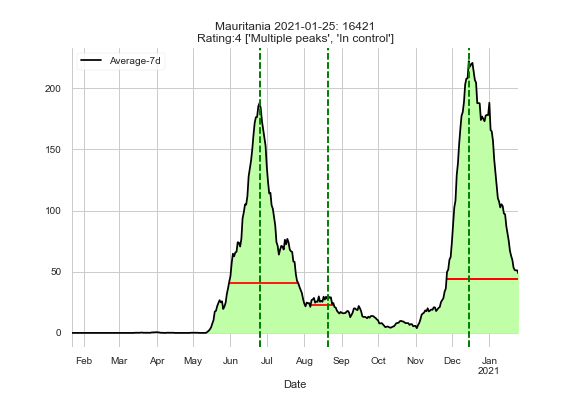 Mauritania 2021-01-25: 16421
Rating:4 ['Multiple peaks', 'In control']
Average-7d
200
150
100
50
0
Feb Mar Apr May Jun Jul Aug Sep Oct Nov Dec Jan
2021
Date